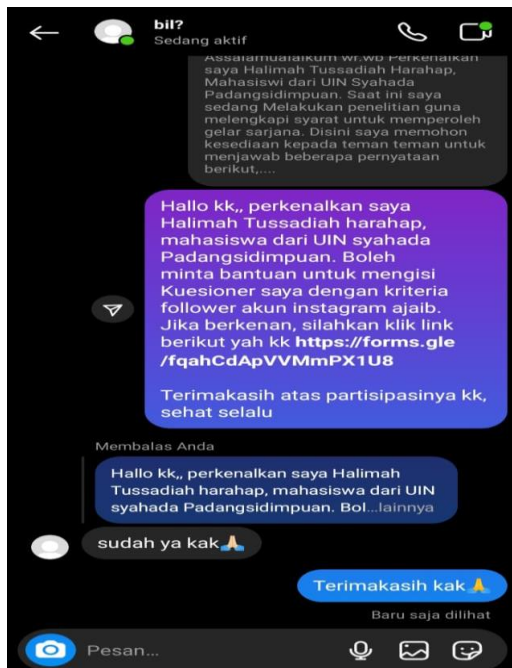 bil?
Sedang aktif
Assalamualaikum wr.wb Perkenalkan
saya Halimah Tussadiah Harahap,
Mahasiswi dari UIN Syahada
Padangsidimpuan. Saat ini saya
sedang Melakukan penelitian guna
melengkapi syarat untuk memperoleh
gelar sarjana. Disini saya memohon
kesediaan kepada teman teman untuk
menjawab beberapa pernyataan
berikut,....
Hallo kk,, perkenalkan saya
Halimah Tussadiah harahap,
mahasiswa dari UIN syahada
Padangsidimpuan. Boleh
minta bantuan untuk mengisi
Kuesioner saya dengan kriteria
follower akun instagram ajaib.
Jika berkenan, silahkan klik link
berikut yah kk https://forms.gle
/fqahCdApVVMmPX1U8
Terimakasih atas partisipasinya kk,
sehat selalu
Membalas Anda
Hallo kk,, perkenalkan saya Halimah
Tussadiah harahap, mahasiswa dari UIN
syahada Padangsidimpuan. Bol...lainnya
sudah ya kak🙏🏻
Terimakasih kak🙏
Baru saja dilihat
Pesan...